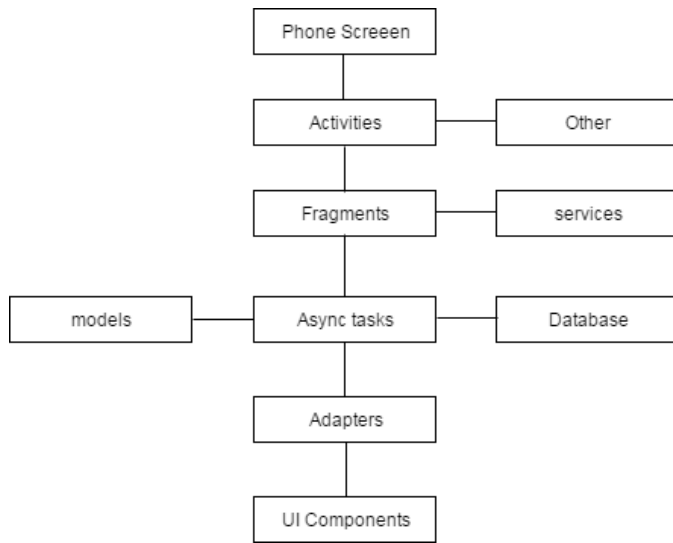 Phone Screeen
Activities
Other
Fragments
services
models
Async tasks
Database
Adapters
UI Components